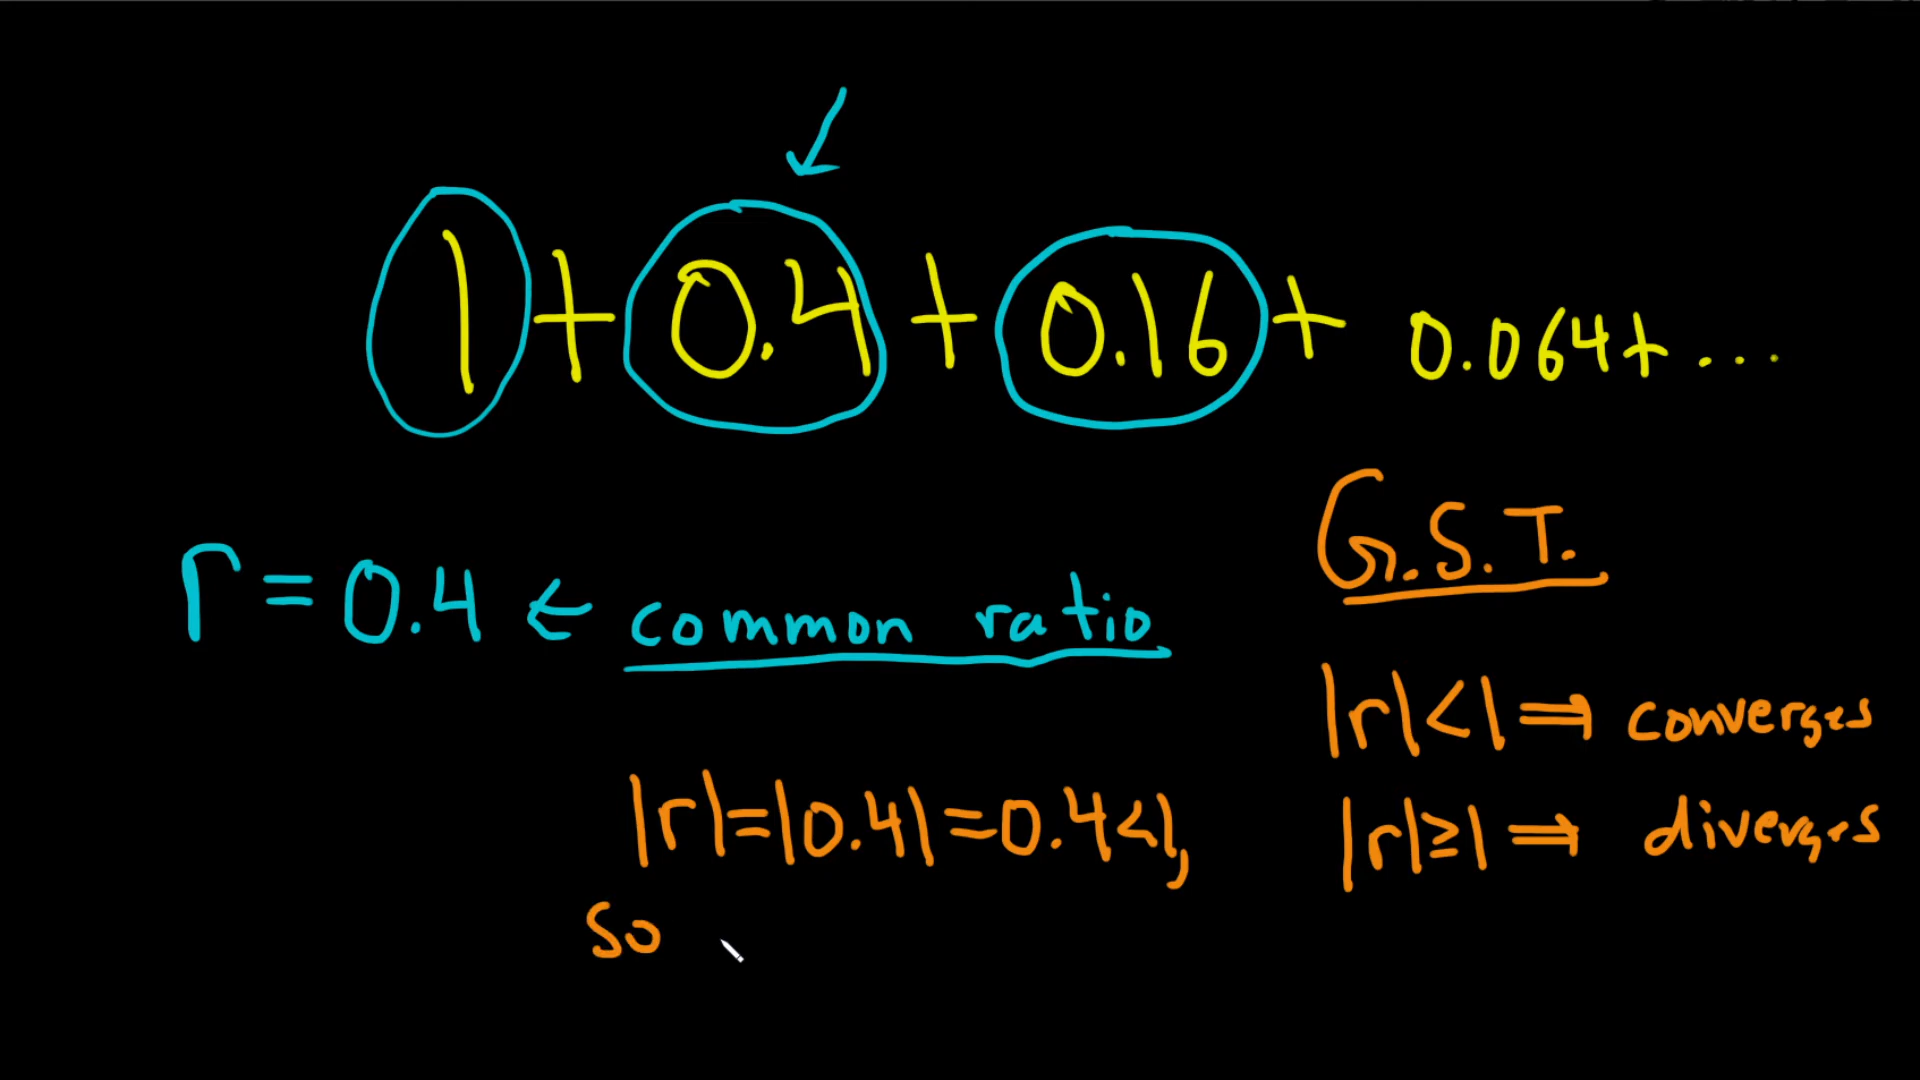 1 + 0.4 + 0.16 + 0.064 + ...
G.S.T.
r = 0.4 ← common ratio
|r| < 1 ⇒ converges
|r| = |0.4| = 0.4 < 1,
|r| ≥ 1 ⇒ diverges
So